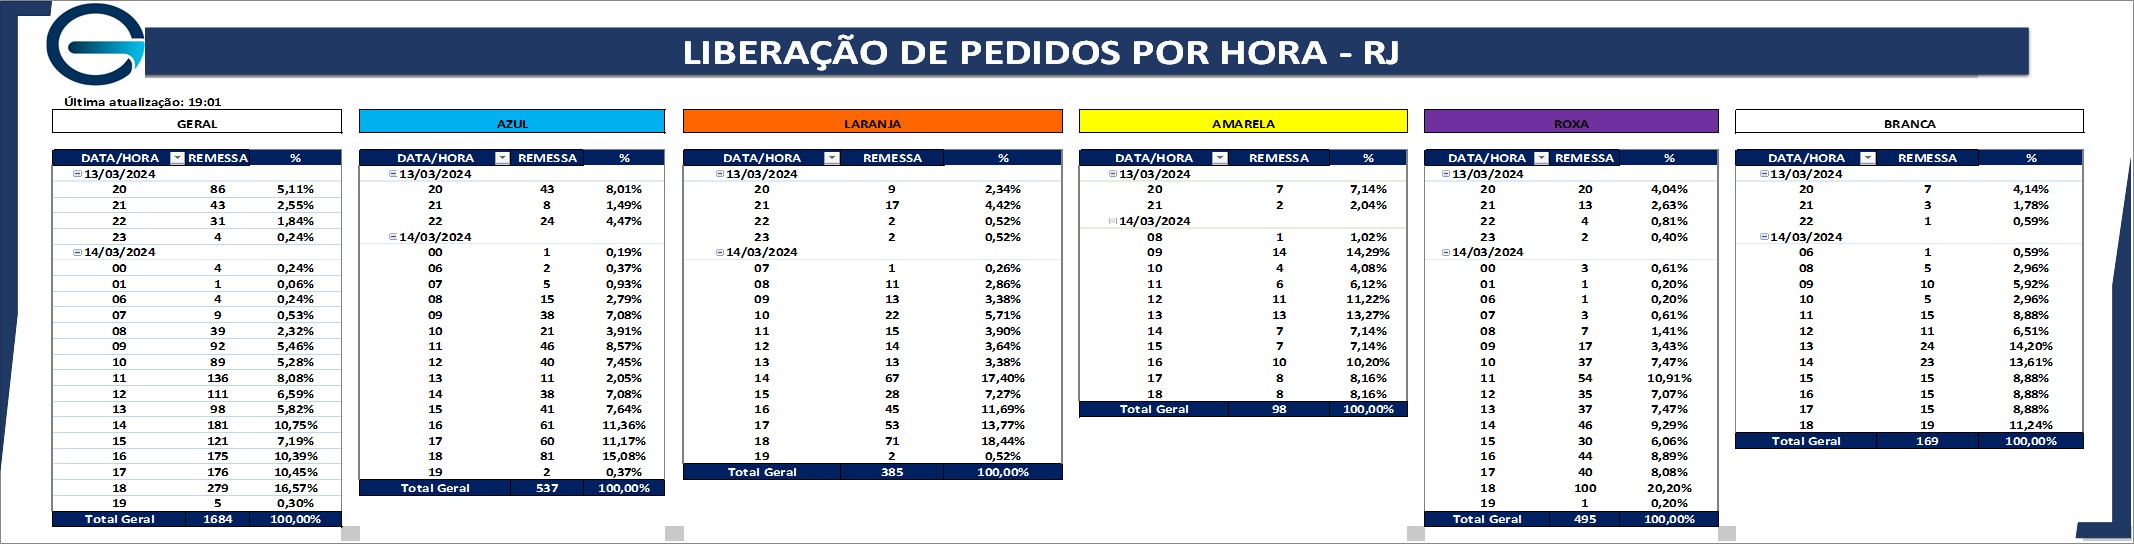 LIBERAÇÃO DE PEDIDOS POR HORA - RJ
Última atualização: 19:01
GERAL
DATA/HORA REMESSA %
13/03/2024
20 86 5,11%
21 43 2,55%
22 31 1,84%
23 4 0,24%
14/03/2024
00 4 0,24%
01 1 0,06%
06 4 0,24%
07 9 0,53%
08 39 2,32%
09 92 5,46%
10 89 5,28%
11 136 8,08%
12 111 6,59%
13 98 5,82%
14 181 10,75%
15 121 7,19%
16 175 10,39%
17 176 10,45%
18 279 16,57%
19 5 0,30%
Total Geral 1684 100,00%
AZUL
DATA/HORA REMESSA %
13/03/2024
20 43 8,01%
21 8 1,49%
22 24 4,47%
14/03/2024
00 1 0,19%
06 2 0,37%
07 5 0,93%
08 15 2,79%
09 38 7,08%
10 21 3,91%
11 46 8,57%
12 40 7,45%
13 11 2,05%
14 38 7,08%
15 41 7,64%
16 61 11,36%
17 60 11,17%
18 81 15,08%
19 2 0,37%
Total Geral 537 100,00%
LARANJA
DATA/HORA REMESSA %
13/03/2024
20 9 2,34%
21 17 4,42%
22 2 0,52%
23 2 0,52%
14/03/2024
07 1 0,26%
08 11 2,86%
09 13 3,38%
10 22 5,71%
11 15 3,90%
12 14 3,64%
13 13 3,38%
14 67 17,40%
15 28 7,27%
16 45 11,69%
17 53 13,77%
18 71 18,44%
19 2 0,52%
Total Geral 385 100,00%
AMARELA
DATA/HORA REMESSA %
13/03/2024
20 7 7,14%
21 2 2,04%
14/03/2024
08 1 1,02%
09 14 14,29%
10 4 4,08%
11 6 6,12%
12 11 11,22%
13 13 13,27%
14 7 7,14%
15 7 7,14%
16 10 10,20%
17 8 8,16%
18 8 8,16%
Total Geral 98 100,00%
ROXA
DATA/HORA REMESSA %
13/03/2024
20 20 4,04%
21 13 2,63%
22 4 0,81%
23 2 0,40%
14/03/2024
00 3 0,61%
01 1 0,20%
06 1 0,20%
07 3 0,61%
08 7 1,41%
09 17 3,43%
10 37 7,47%
11 54 10,91%
12 35 7,07%
13 37 7,47%
14 46 9,29%
15 30 6,06%
16 44 8,89%
17 40 8,08%
18 100 20,20%
19 1 0,20%
Total Geral 495 100,00%
BRANCA
DATA/HORA REMESSA %
13/03/2024
20 7 4,14%
21 3 1,78%
22 1 0,59%
14/03/2024
06 1 0,59%
08 5 2,96%
09 10 5,92%
10 5 2,96%
11 15 8,88%
12 11 6,51%
13 24 14,20%
14 23 13,61%
15 15 8,88%
16 15 8,88%
17 15 8,88%
18 19 11,24%
Total Geral 169 100,00%